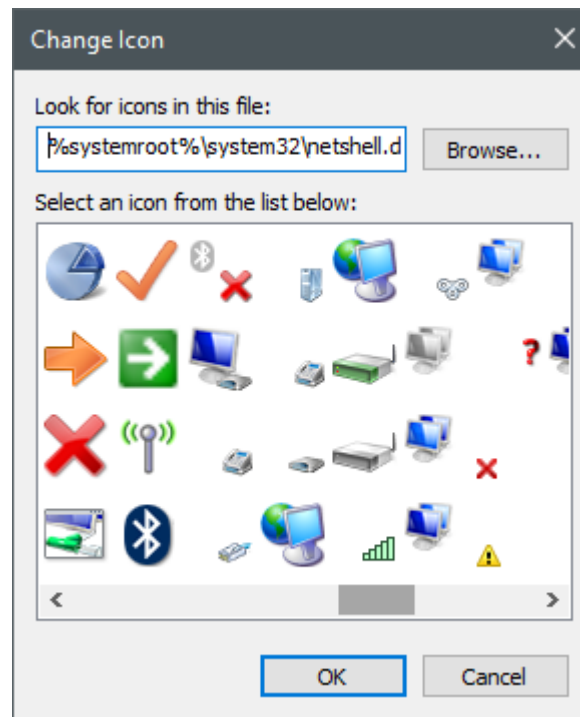 Change Icon
Look for icons in this file:
%systemroot%\system32\netshell.d
Browse...
Select an icon from the list below:
OK
Cancel